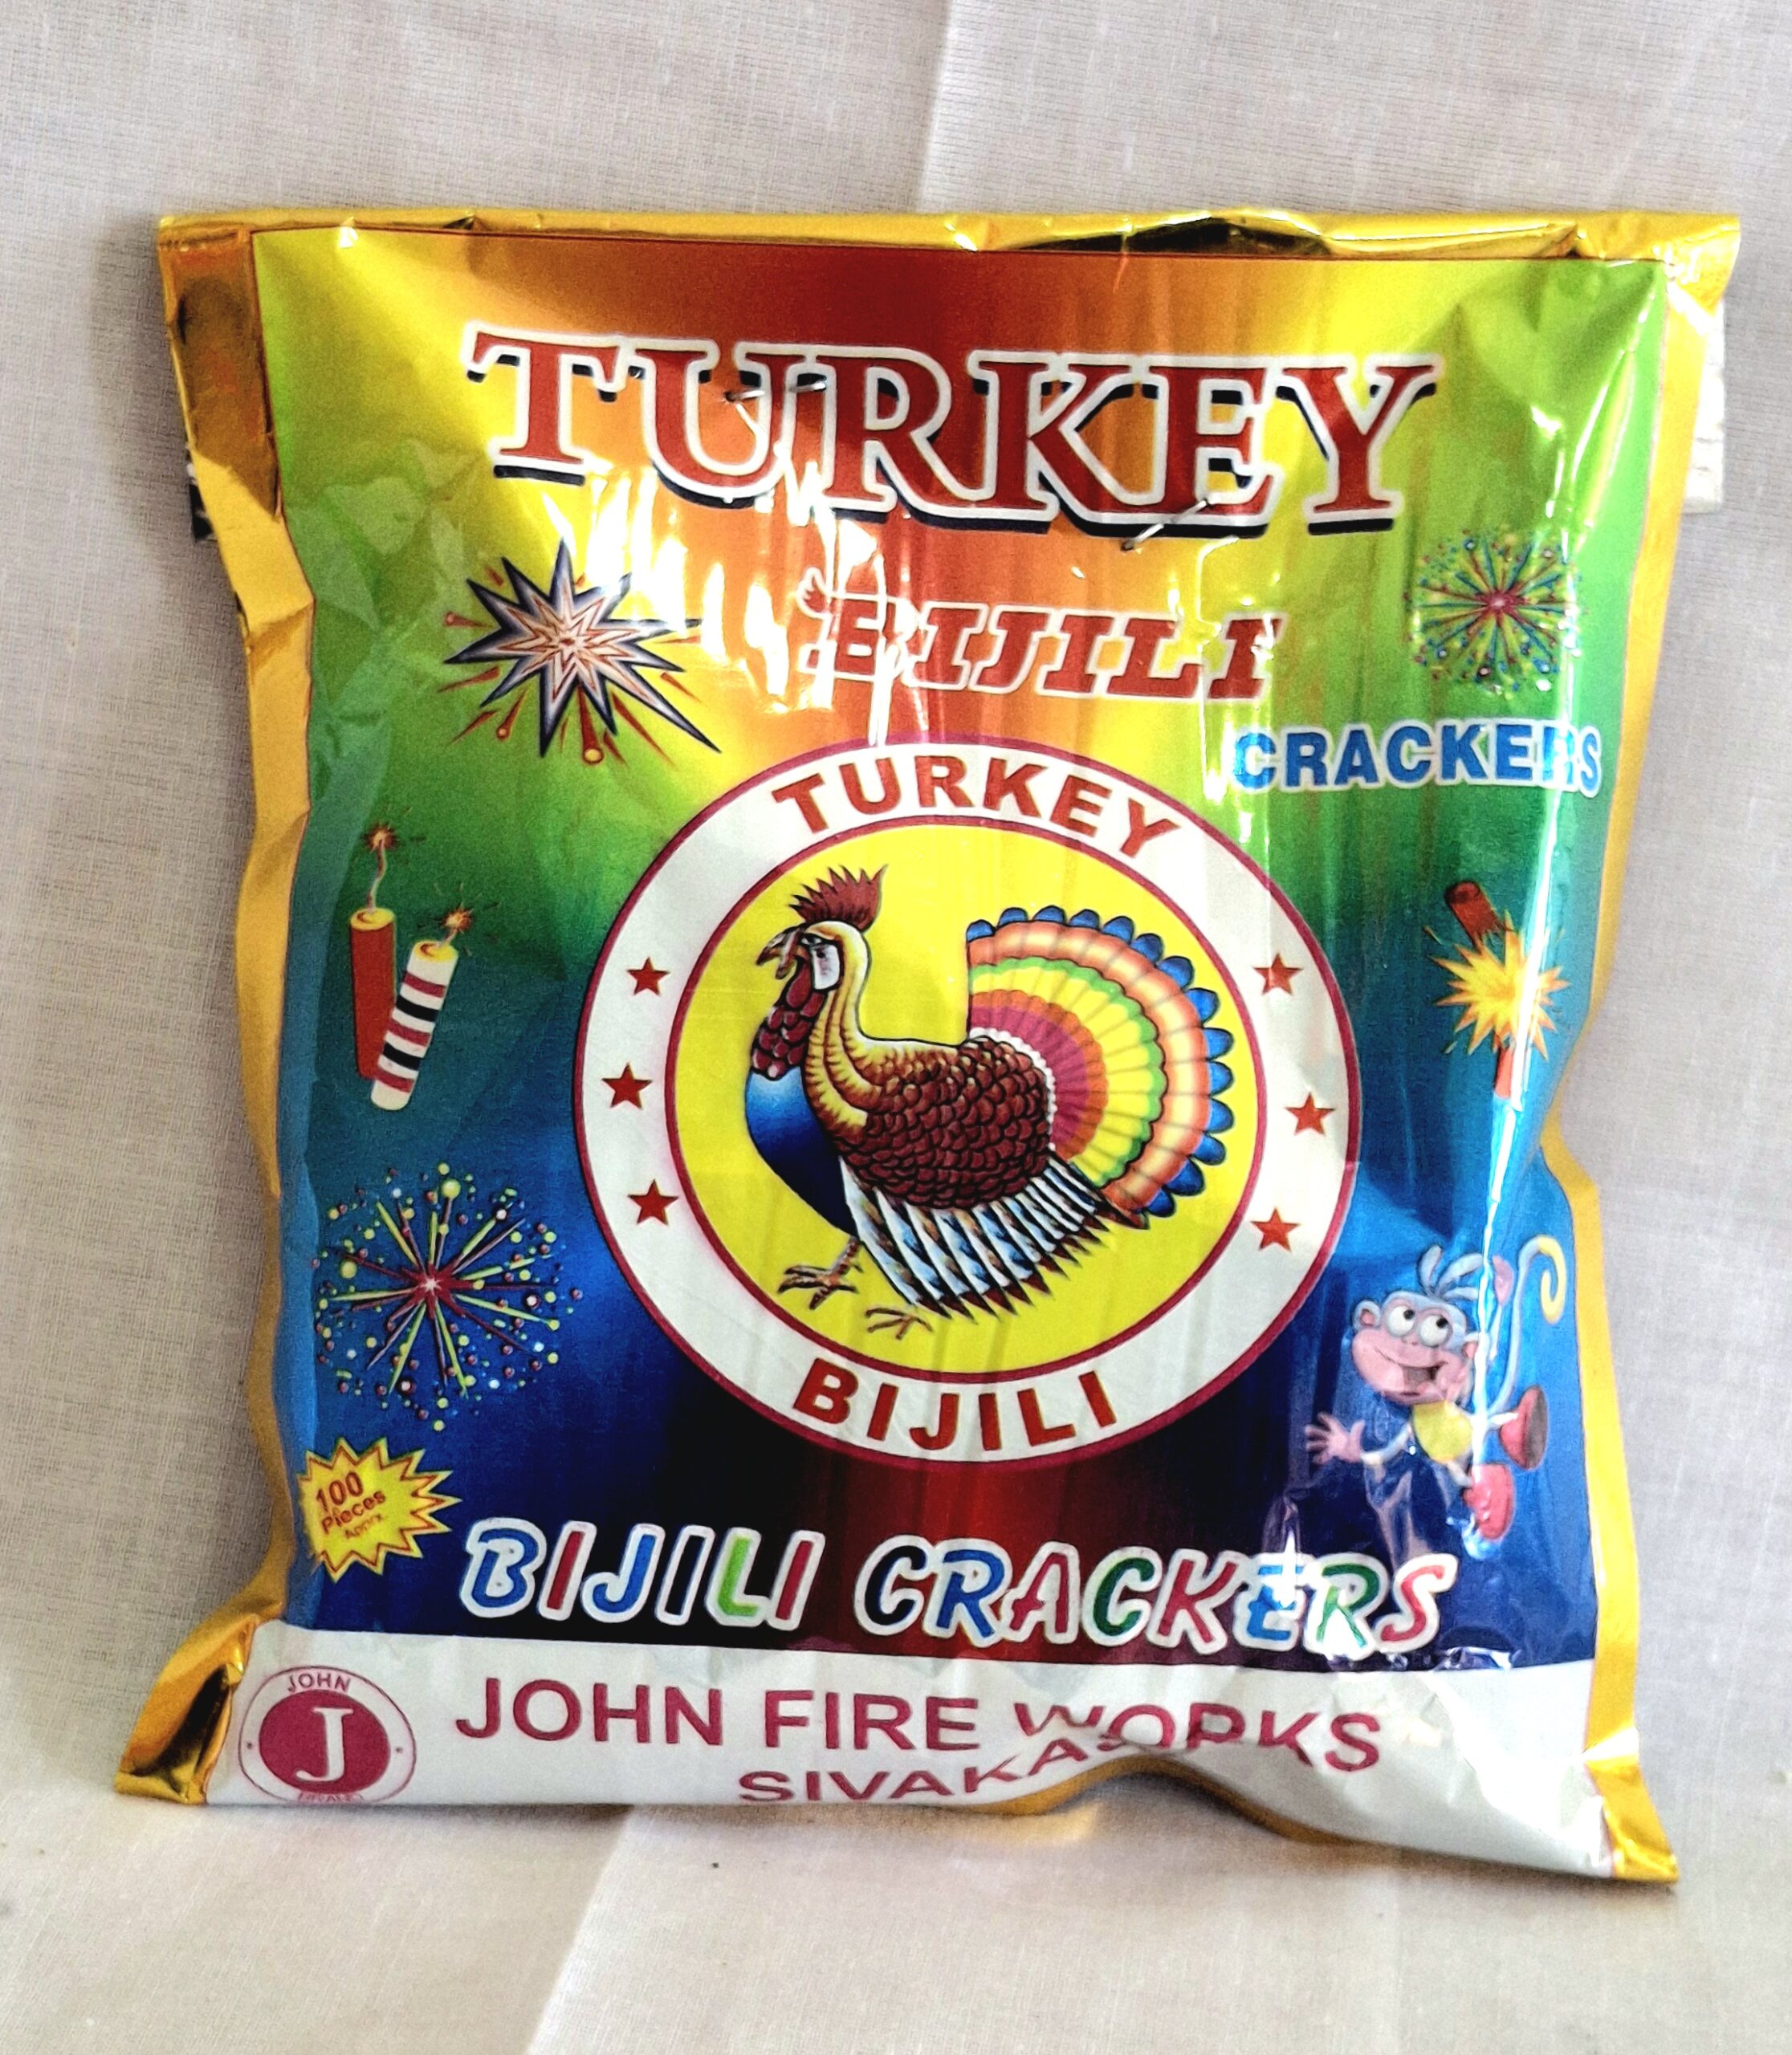 TURKEY
BIJILI
CRACKERS
TURKEY
BIJILI
100
Pieces
Apprx.
BIJILI CRACKERS
JOHN
J
JOHN FIRE WORKS